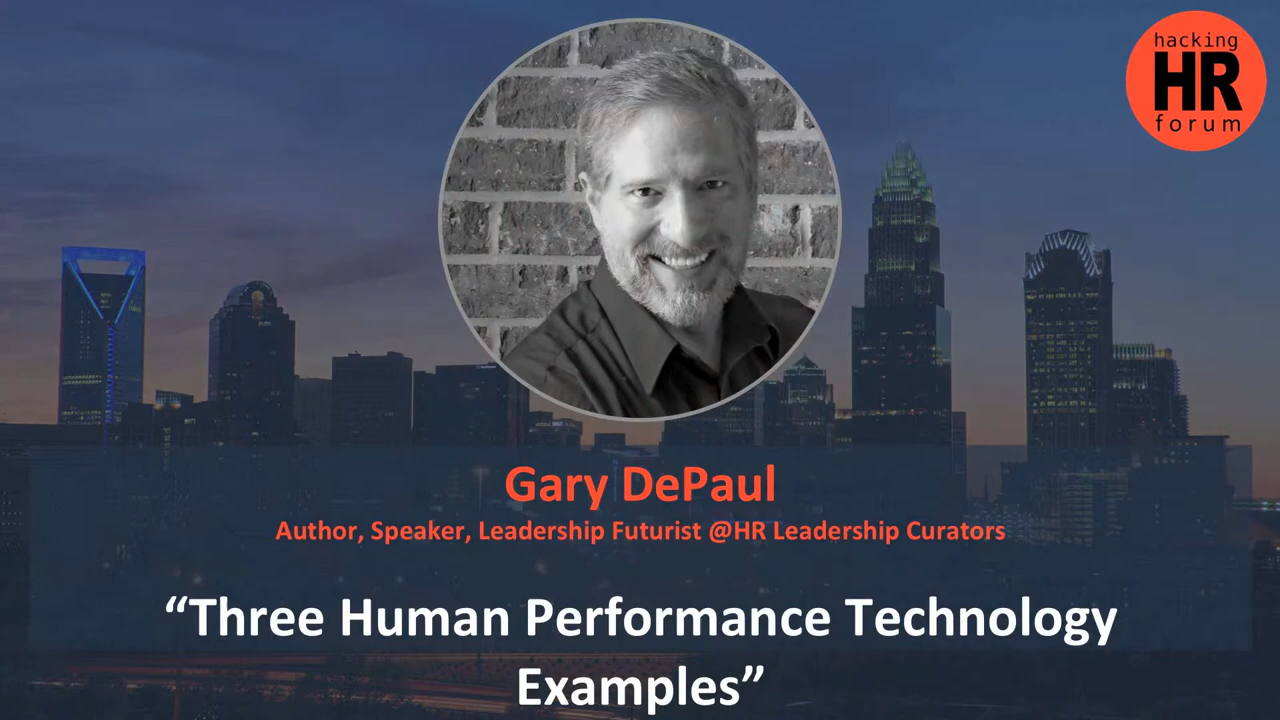 hacking
HR
forum
Gary DePaul
Author, Speaker, Leadership Futurist @HR Leadership Curators
“Three Human Performance Technology
Examples”